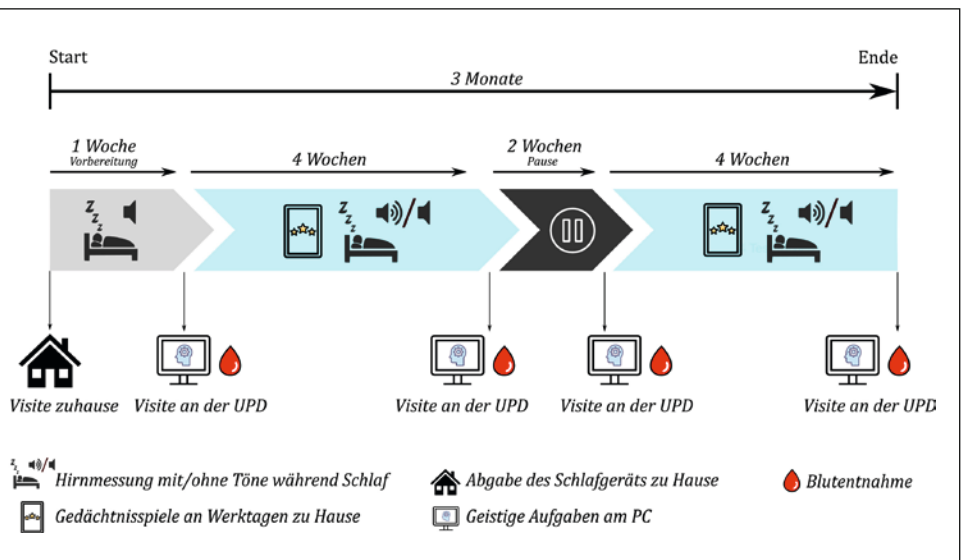 Start
Ende
3 Monate
1 Woche
Vorbereitung
4 Wochen
2 Wochen
Pause
4 Wochen
z z z
z z z
z z z
Visite zuhause
Visite an der UPD
Visite an der UPD
Visite an der UPD
Visite an der UPD
z z z
Hirnmessung mit/ohne Töne während Schlaf
Abgabe des Schlafgeräts zu Hause
Blutentnahme
Gedächtnisspiele an Werktagen zu Hause
Geistige Aufgaben am PC